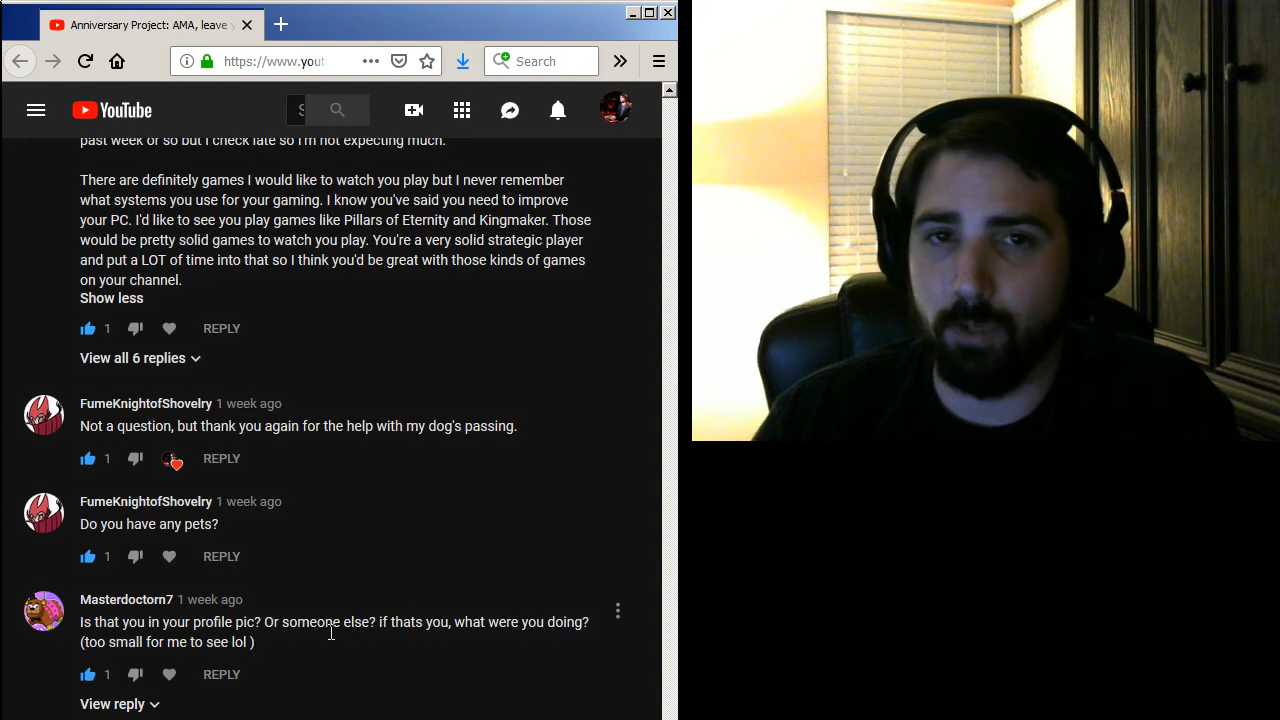 Anniversary Project: AMA, leave y
https://www.yout
Search
YouTube
S
past week or so but I check late so I'm not expecting much.
There are definitely games I would like to watch you play but I never remember
what systems you use for your gaming. I know you've said you need to improve
your PC. I'd like to see you play games like Pillars of Eternity and Kingmaker. Those
would be pretty solid games to watch you play. You're a very solid strategic player
and put a LOT of time into that so I think you'd be great with those kinds of games
on your channel.
Show less
1 REPLY
View all 6 replies
FumeKnightofShovelry 1 week ago
Not a question, but thank you again for the help with my dog's passing.
1 REPLY
FumeKnightofShovelry 1 week ago
Do you have any pets?
1 REPLY
Masterdoctorn7 1 week ago
Is that you in your profile pic? Or someone else? if thats you, what were you doing?
(too small for me to see lol )
1 REPLY
View reply